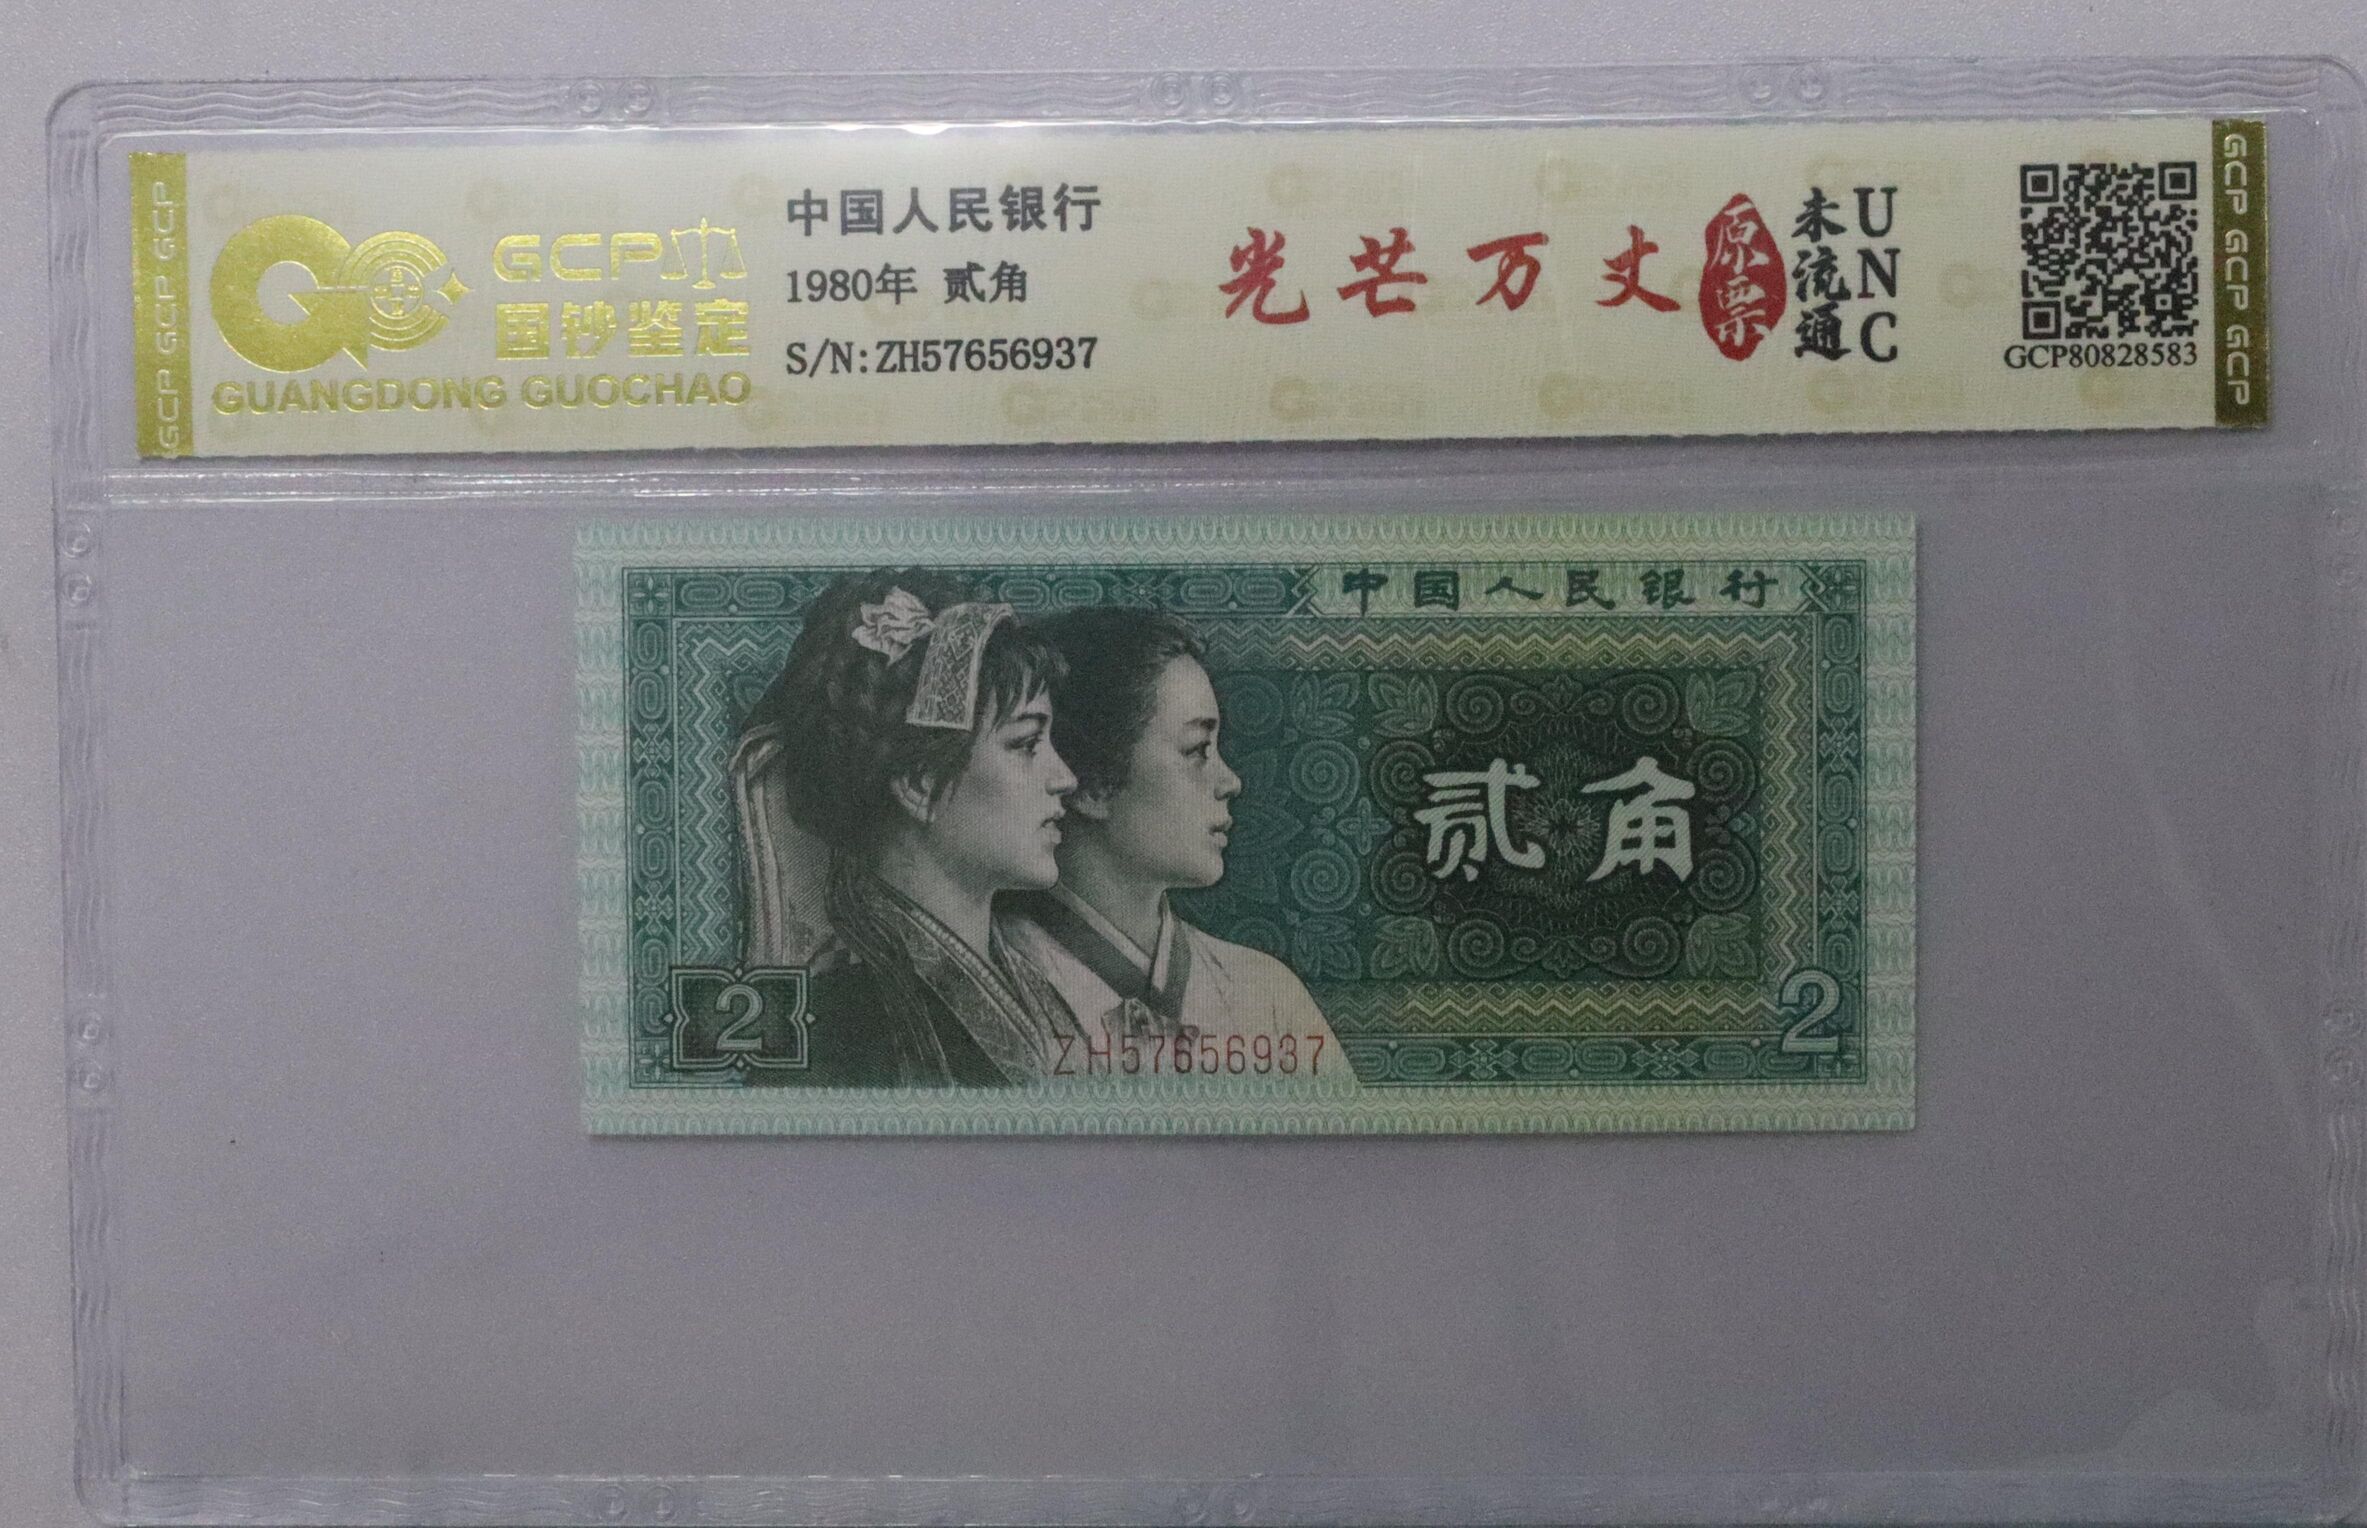 GCP GCP GCP
GCP
国钞鉴定
GUANGDONG GUOCHAO
中国人民银行
1980年 贰角
S/N:ZH57656937
光芒万丈
原票
未流通
UNC
GCP80828583
GCP GCP GCP
中国人民银行
贰角
2
ZH57656937
2